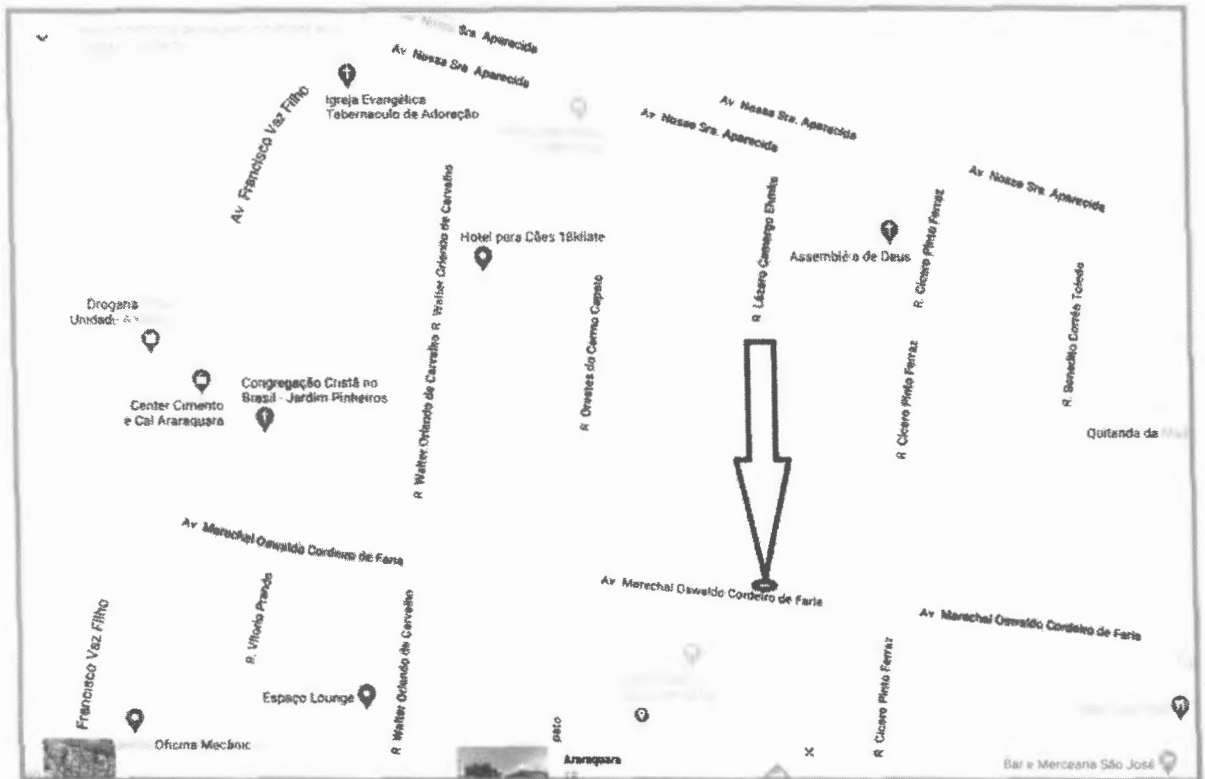 Sra. Aparecida
Av Nossa Sra Aparecida
Igreja Evangélica
Tabernaculo de Adoração
Av Francisco Vaz Filho
Av Nossa Sra. Aparecida
Av Nossa Sra. Aparecida
Av Nossa Sra. Aparecida
R Walter Orlando de Carvalho
Hotel para Cães 18kilate
R Lázaro Camargo
Assembléia de Deus
R. Cícero Pinto Ferraz
R. Benedito Corrêa Toledo
R Orestes do Carmo Capato
Drogaria
Center Cimento
e Cal Araraquara
Congregação Cristã no
Brasil - Jardim Pinheiros
R Walter Orlando de Carvalho
R Cícero Pinto Ferraz
Quitanda da
Av Marechal Oswaldo Cordeiro de Faria
Av Marechal Oswaldo Cordeiro de Faria
Av Marechal Oswaldo Cordeiro de Faria
Francisco Vaz Filho
R. Vitorio Prando
R Walter Orlando de Carvalho
R Cícero Pinto Ferraz
Espaço Lounge
Oficina Mecânic
pato
Araraquara
Bar e Mercearia São José